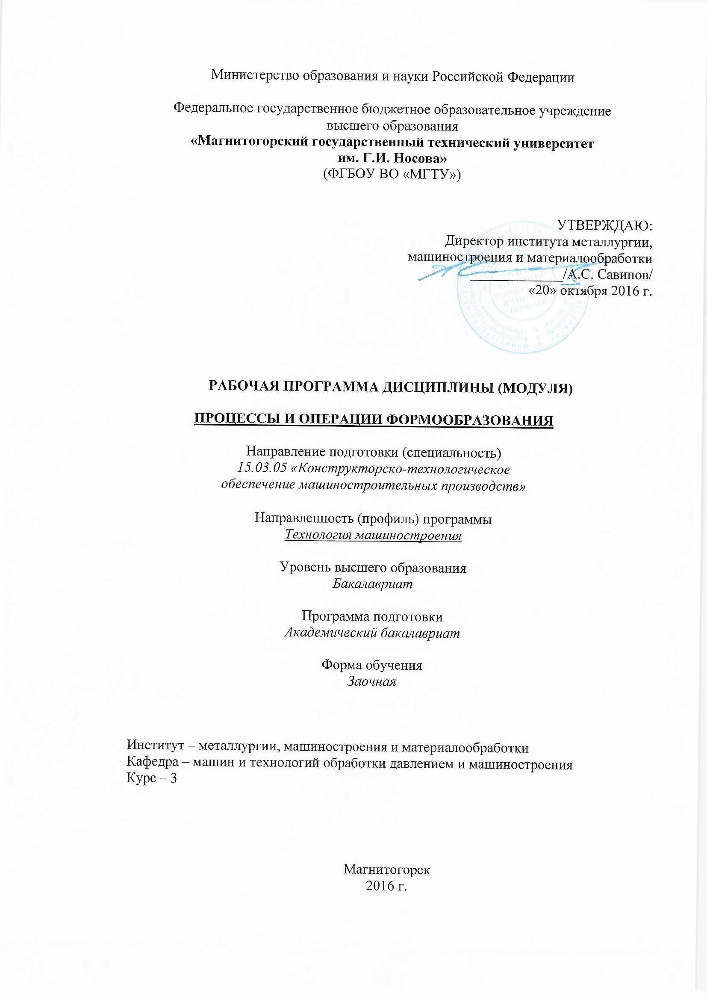 Министерство образования и науки Российской Федерации
Федеральное государственное бюджетное образовательное учреждение
высшего образования
«Магнитогорский государственный технический университет
им. Г.И. Носова»
(ФГБОУ ВО «МГТУ»)
УТВЕРЖДАЮ:
Директор института металлургии,
машиностроения и материалообработки
_____________/А.С. Савинов/
«20» октября 2016 г.
РАБОЧАЯ ПРОГРАММА ДИСЦИПЛИНЫ (МОДУЛЯ)
ПРОЦЕССЫ И ОПЕРАЦИИ ФОРМООБРАЗОВАНИЯ
Направление подготовки (специальность)
15.03.05 «Конструкторско-технологическое
обеспечение машиностроительных производств»
Направленность (профиль) программы
Технология машиностроения
Уровень высшего образования
Бакалавриат
Программа подготовки
Академический бакалавриат
Форма обучения
Заочная
Институт – металлургии, машиностроения и материалообработки
Кафедра – машин и технологий обработки давлением и машиностроения
Курс – 3
Магнитогорск
2016 г.